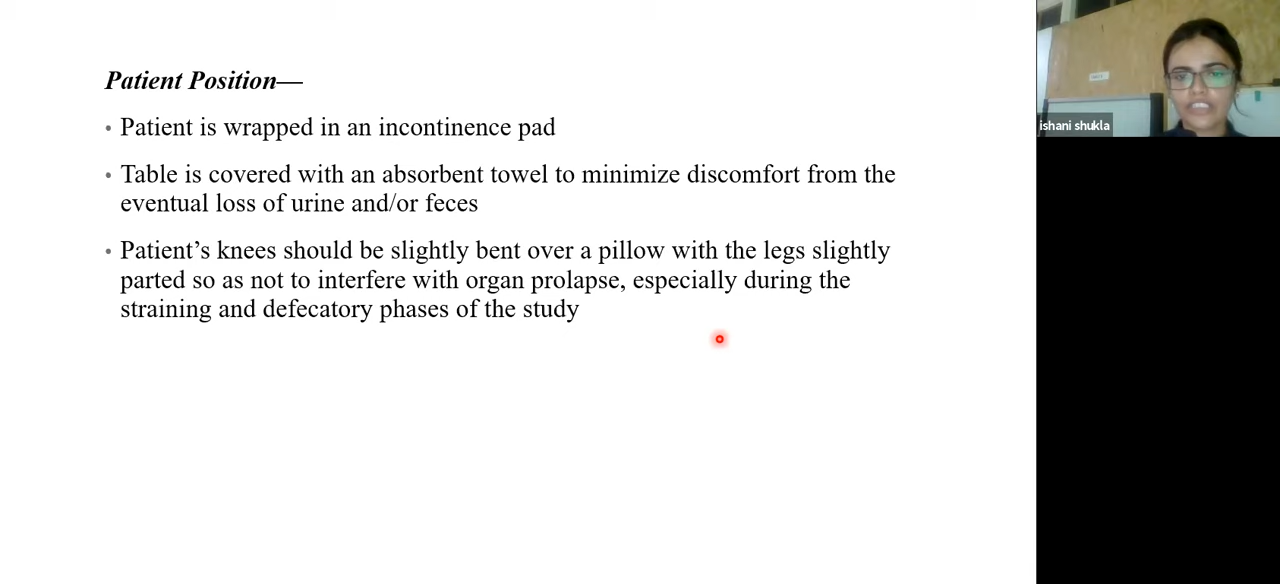 Patient Position—
• Patient is wrapped in an incontinence pad
• Table is covered with an absorbent towel to minimize discomfort from the
eventual loss of urine and/or feces
• Patient’s knees should be slightly bent over a pillow with the legs slightly
parted so as not to interfere with organ prolapse, especially during the
straining and defecatory phases of the study
ishani shukla